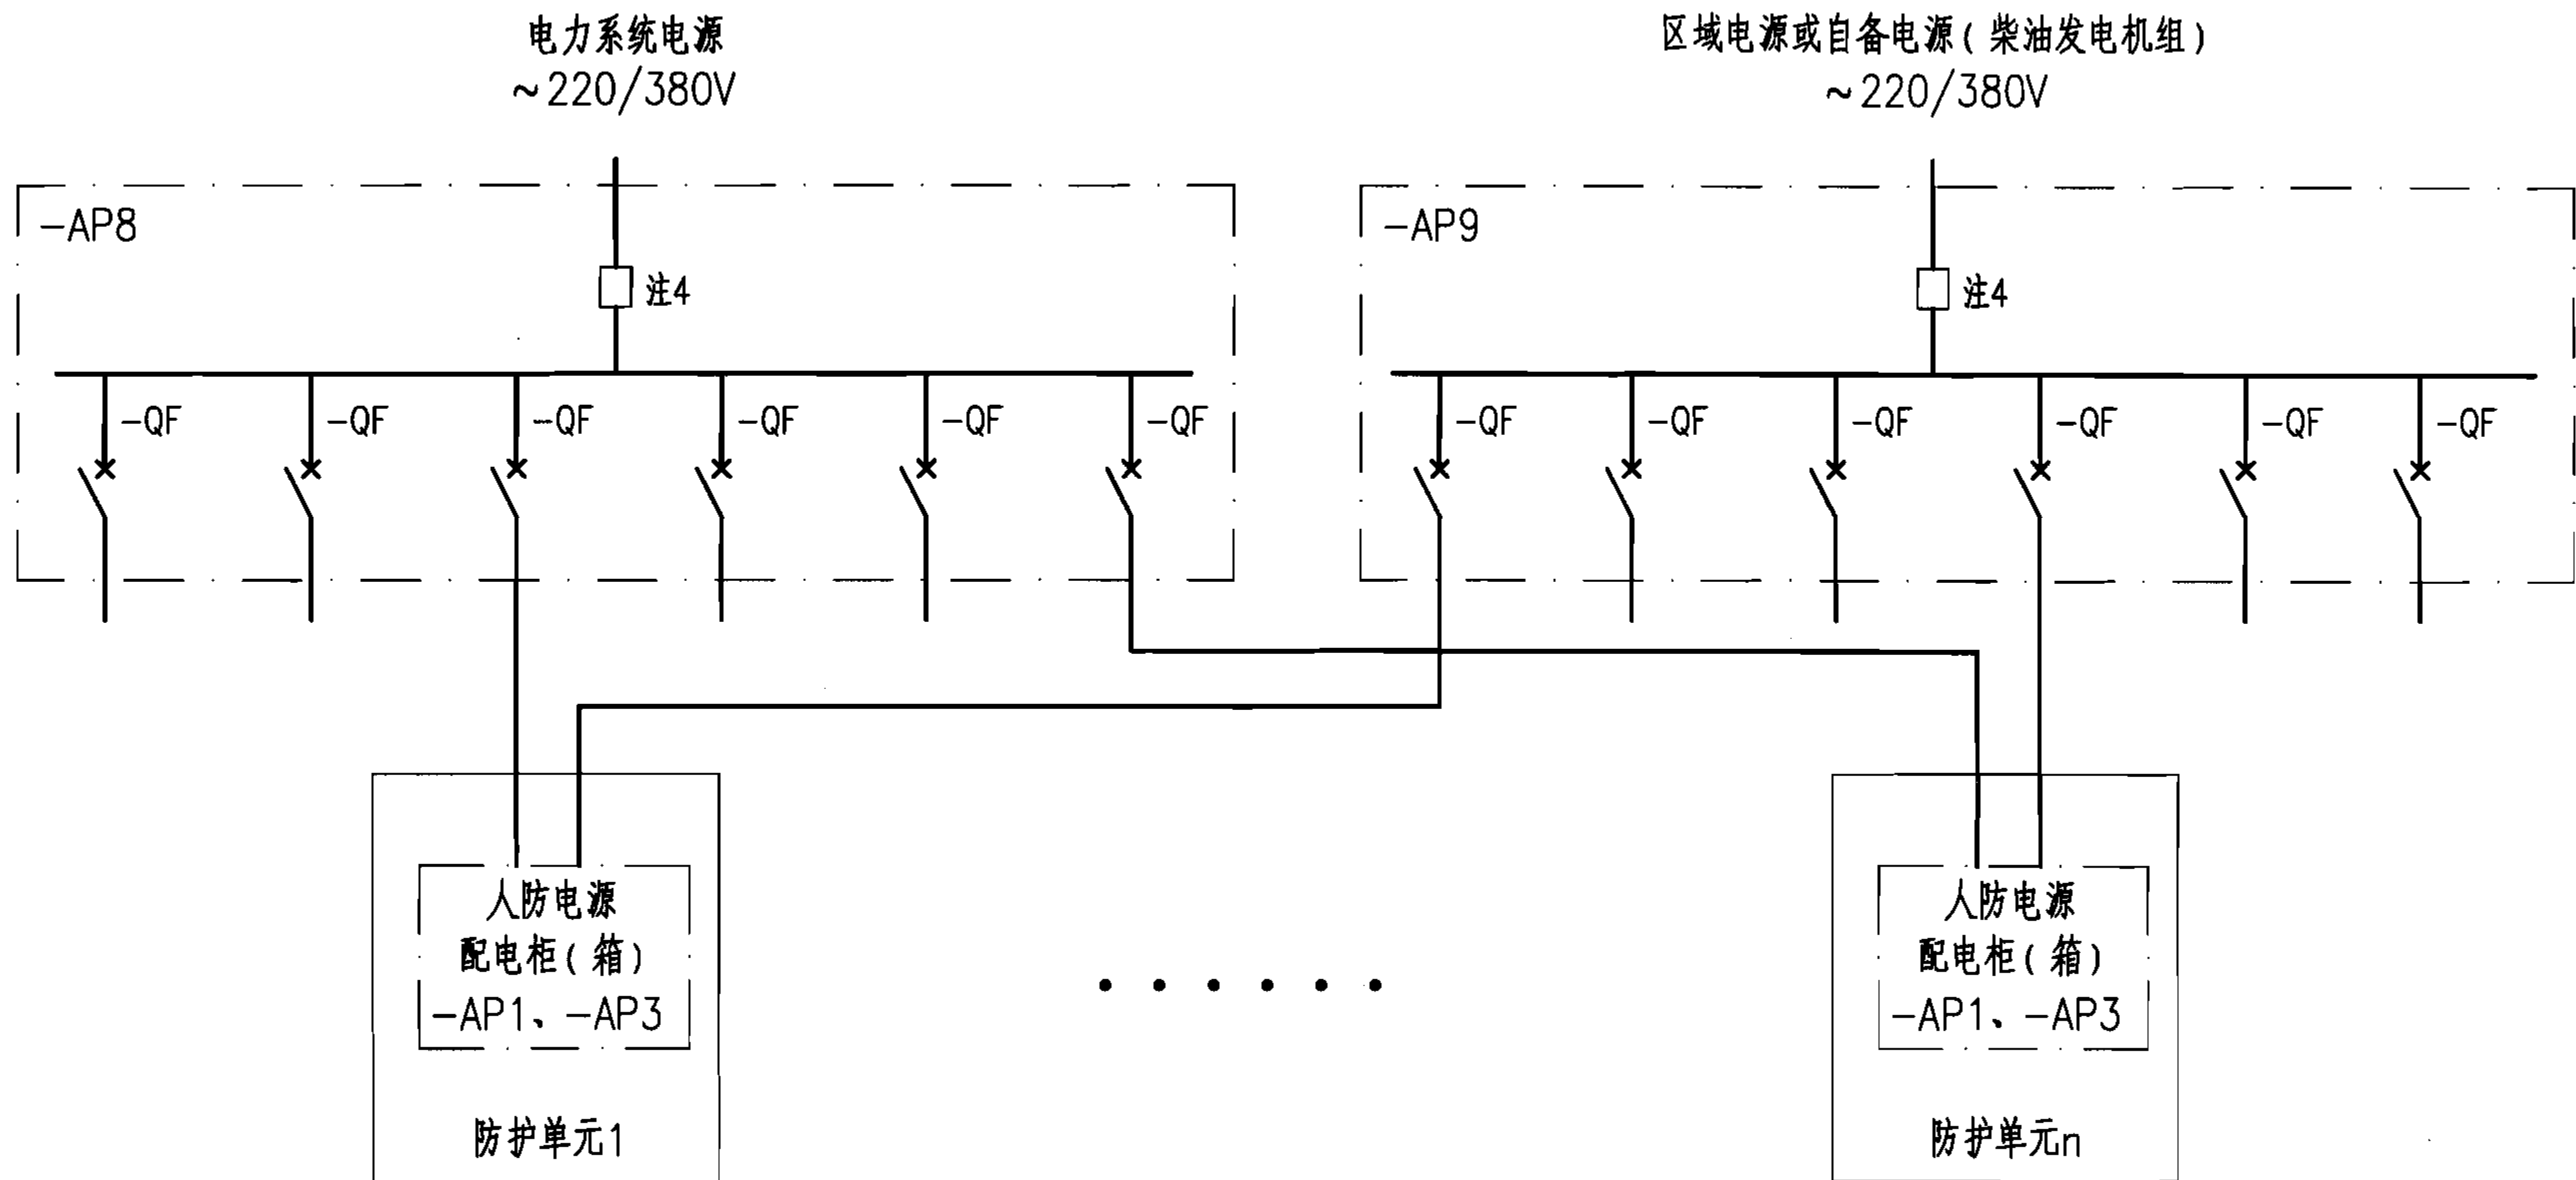 电力系统电源
~220/380V
区域电源或自备电源(柴油发电机组)
~220/380V
-AP8
注4
-QF
-QF
-QF
-QF
-QF
-QF
-AP9
注4
-QF
-QF
-QF
-QF
-QF
-QF
人防电源
配电柜(箱)
-AP1、-AP3
防护单元1
人防电源
配电柜(箱)
-AP1、-AP3
防护单元n